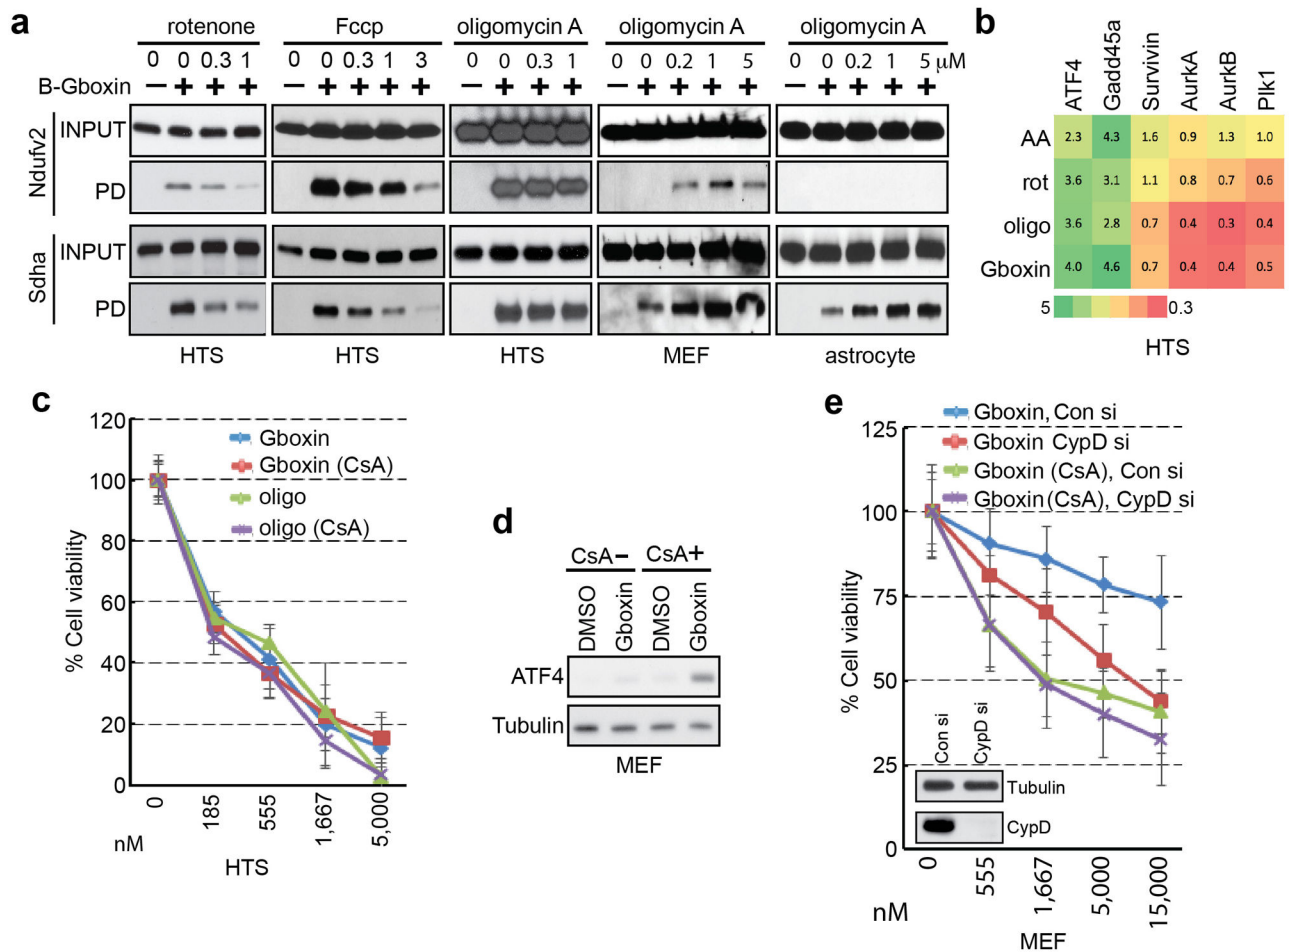 a
rotenone Fccp oligomycin A oligomycin A oligomycin A
0 0 0.3 1 0 0 0.3 1 3 0 0 0.3 1 0 0 0.2 1 5 0 0 0.2 1 5 μM
B-Gboxin − + + + − + + + + − + + + − + + + + − + + + +
Ndufv2
INPUT
PD
Sdha
INPUT
PD
HTS HTS HTS MEF astrocyte
b
ATF4 Gadd45a Survivin AurkA AurkB Plk1
AA 2.3 4.3 1.6 0.9 1.3 1.0
rot 3.6 3.1 1.1 0.8 0.7 0.6
oligo 3.6 2.8 0.7 0.4 0.3 0.4
Gboxin 4.0 4.6 0.7 0.4 0.4 0.5
5 0.3
HTS
c
% Cell viability
120
100
80
60
40
20
0
Gboxin
Gboxin (CsA)
oligo
oligo (CsA)
0 185 555 1,667 5,000
nM
HTS
d
CsA− CsA+
DMSO Gboxin DMSO Gboxin
ATF4
Tubulin
MEF
e
Gboxin, Con si
Gboxin CypD si
Gboxin (CsA), Con si
Gboxin (CsA), CypD si
% Cell viability
125
100
75
50
25
0
Con si CypD si
Tubulin
CypD
0 555 1,667 5,000 15,000
nM
MEF